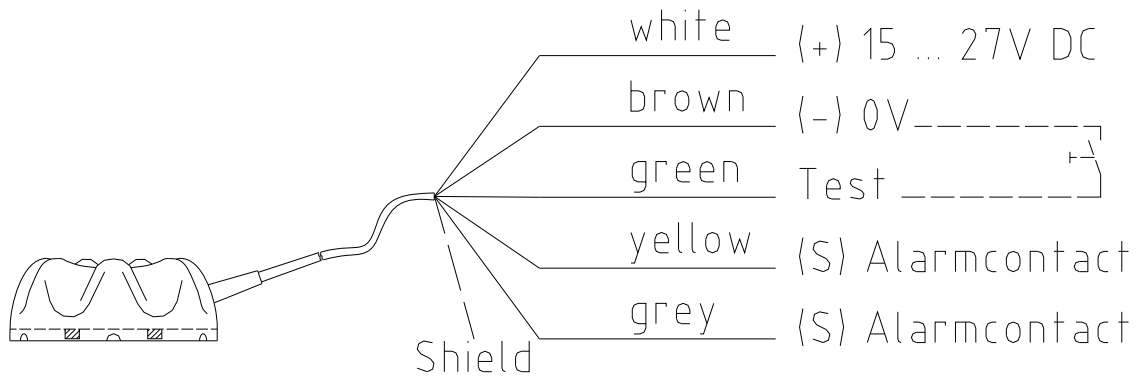 white (+) 15 ... 27V DC
brown (-) 0V
green Test
yellow (S) Alarmcontact
grey (S) Alarmcontact
Shield